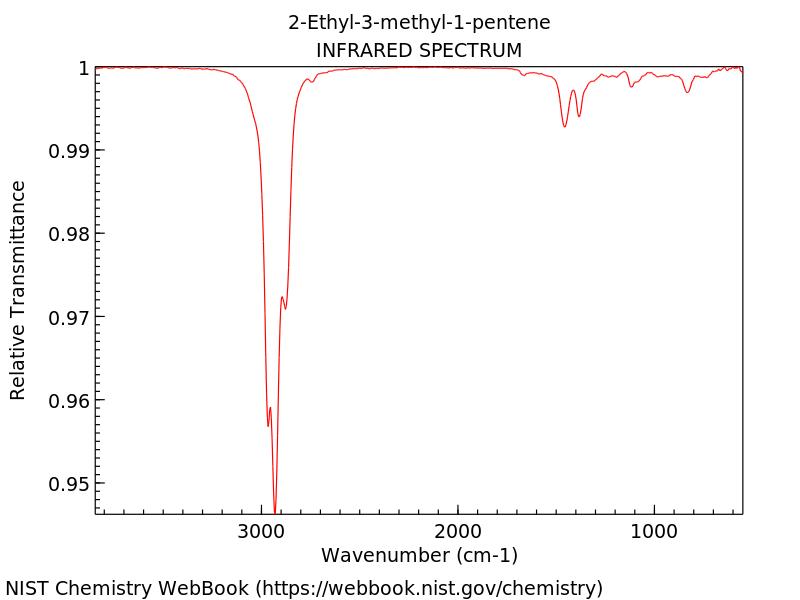 2-Ethyl-3-methyl-1-pentene
INFRARED SPECTRUM
1
0.99
0.98
0.97
0.96
0.95
Relative Transmittance
3000 2000 1000
Wavenumber (cm-1)
NIST Chemistry WebBook (https://webbook.nist.gov/chemistry)